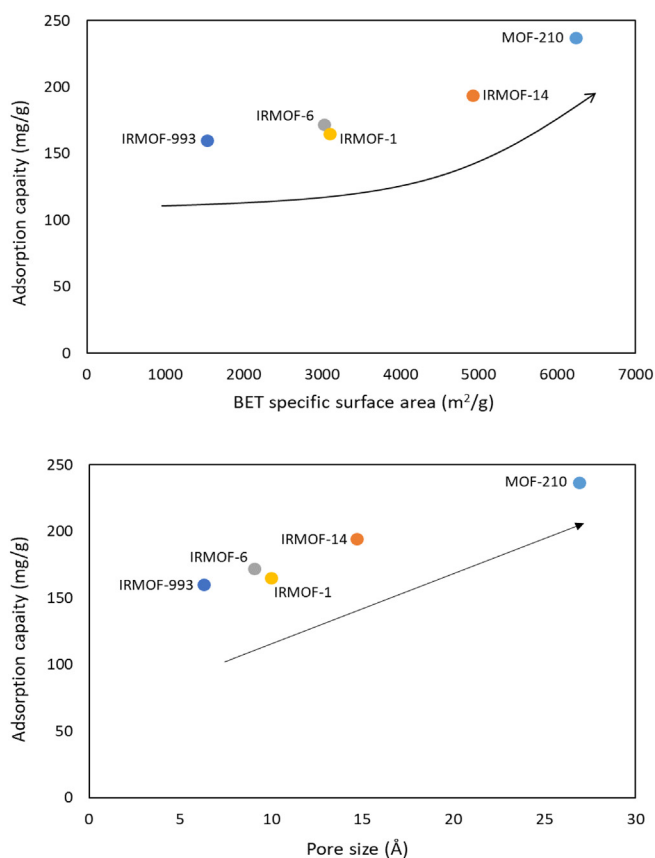 250
MOF-210
200
IRMOF-14
IRMOF-6
IRMOF-993
IRMOF-1
150
100
50
0
0 1000 2000 3000 4000 5000 6000 7000
Adsorption capaity (mg/g)
BET specific surface area (m²/g)
250
MOF-210
200
IRMOF-14
IRMOF-6
IRMOF-993
IRMOF-1
150
100
50
0
0 5 10 15 20 25 30
Adsorption capaity (mg/g)
Pore size (Å)